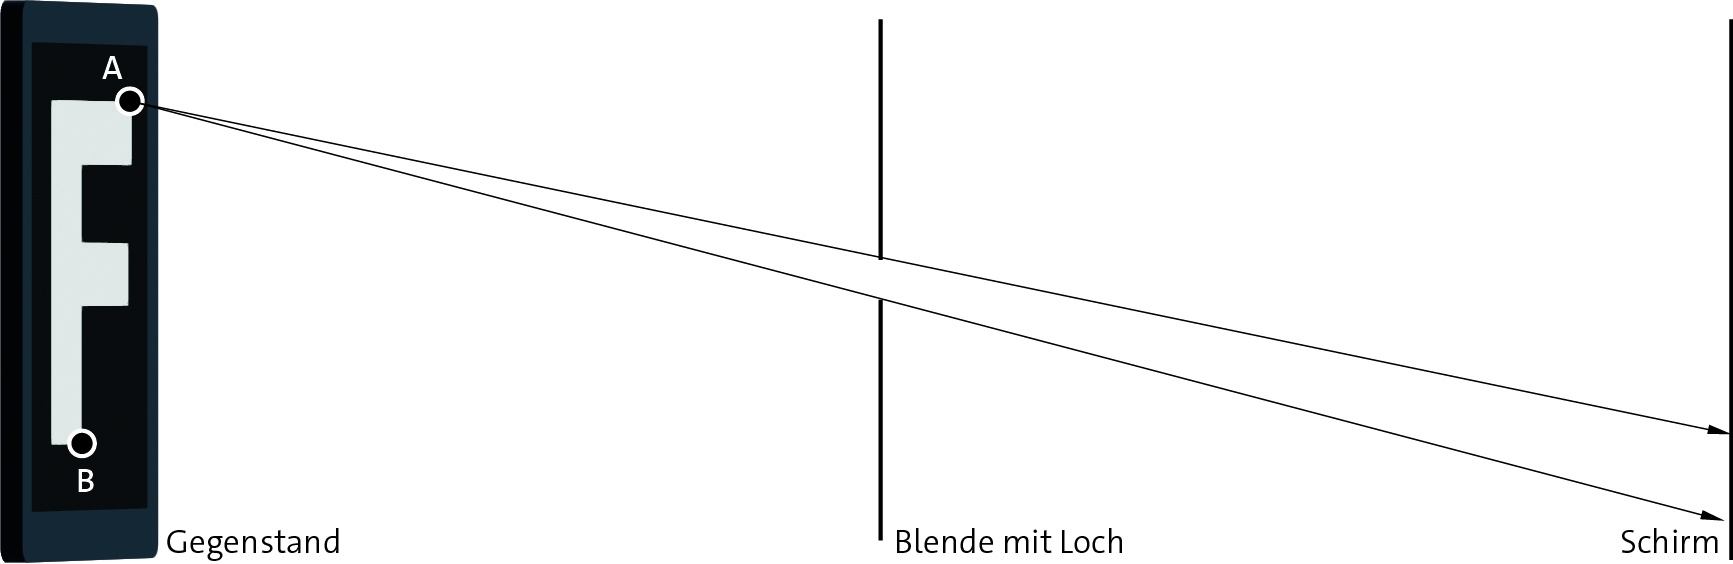 A
F
B
Gegenstand
Blende mit Loch
Schirm